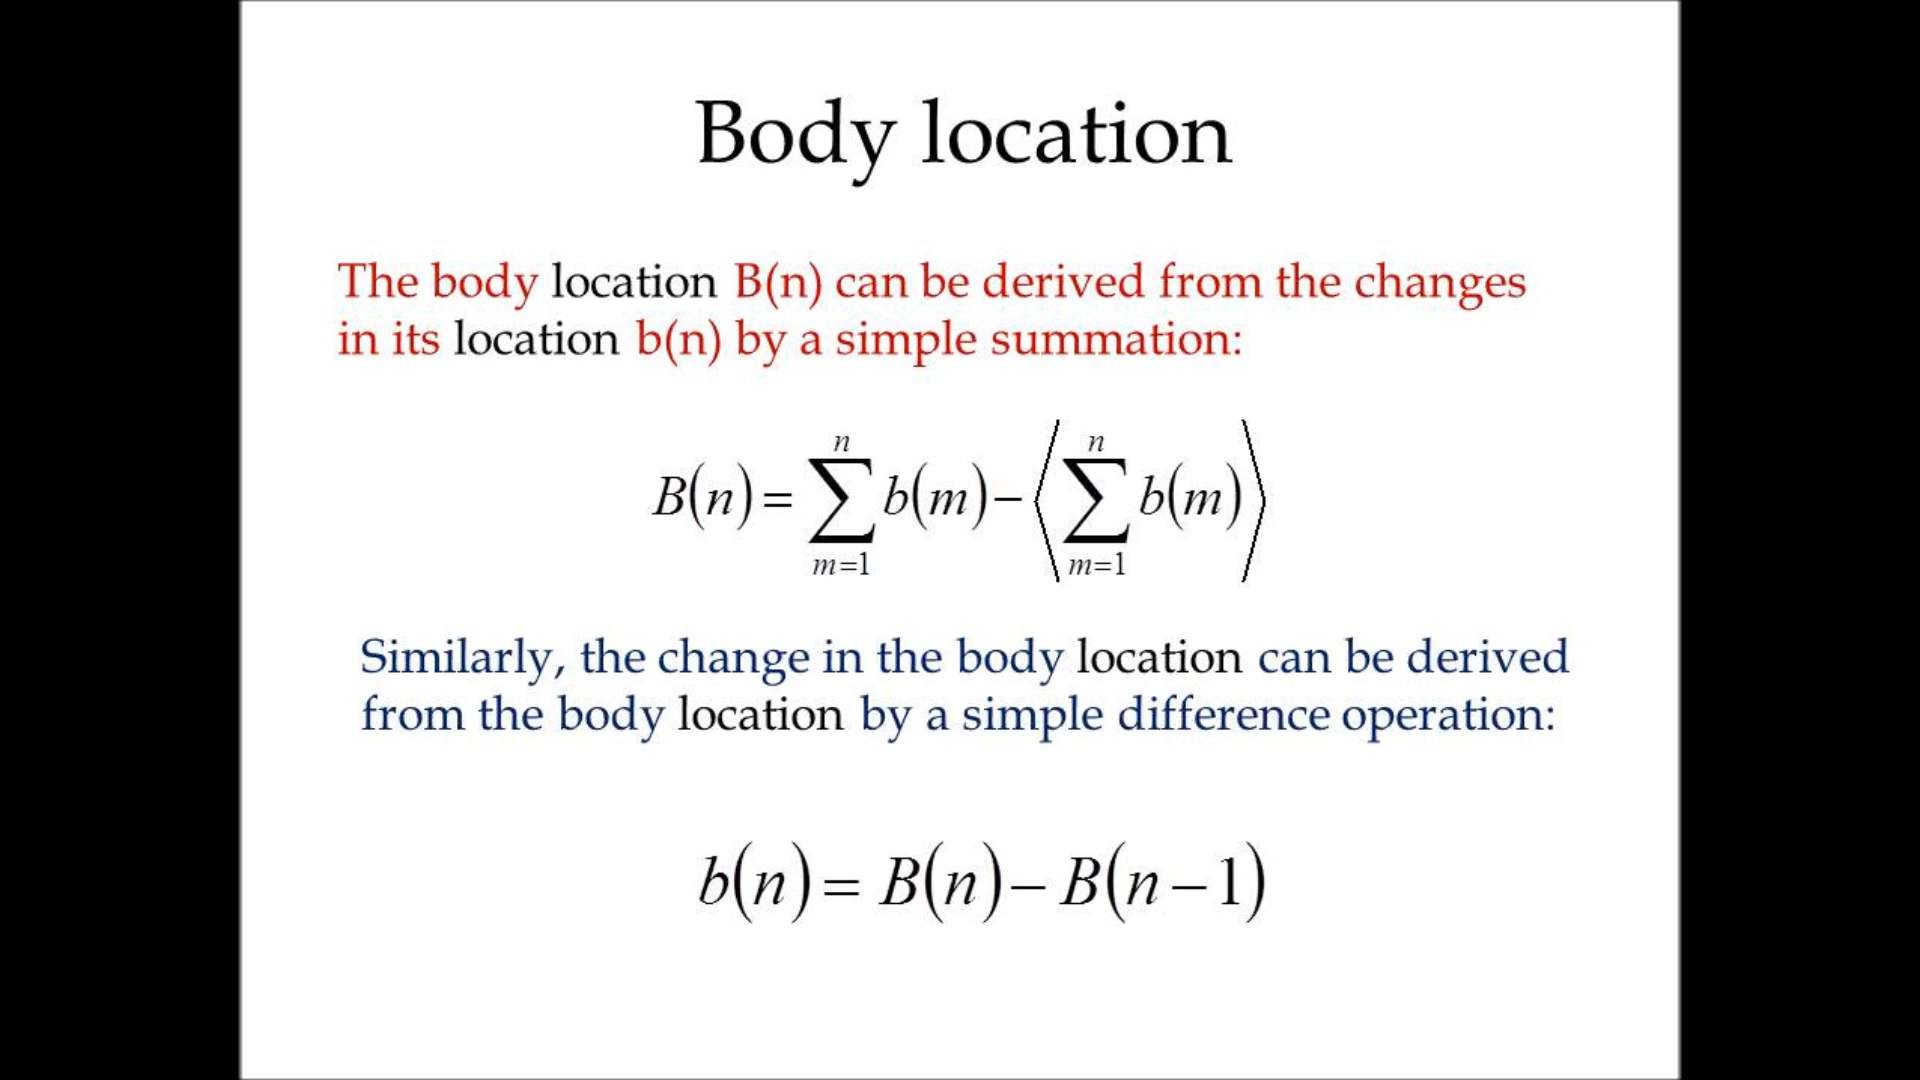 Body location
The body location B(n) can be derived from the changes
in its location b(n) by a simple summation:
B(n) = ∑_{m=1}^{n} b(m) − ⟨∑_{m=1}^{n} b(m)⟩
Similarly, the change in the body location can be derived
from the body location by a simple difference operation:
b(n) = B(n) − B(n − 1)